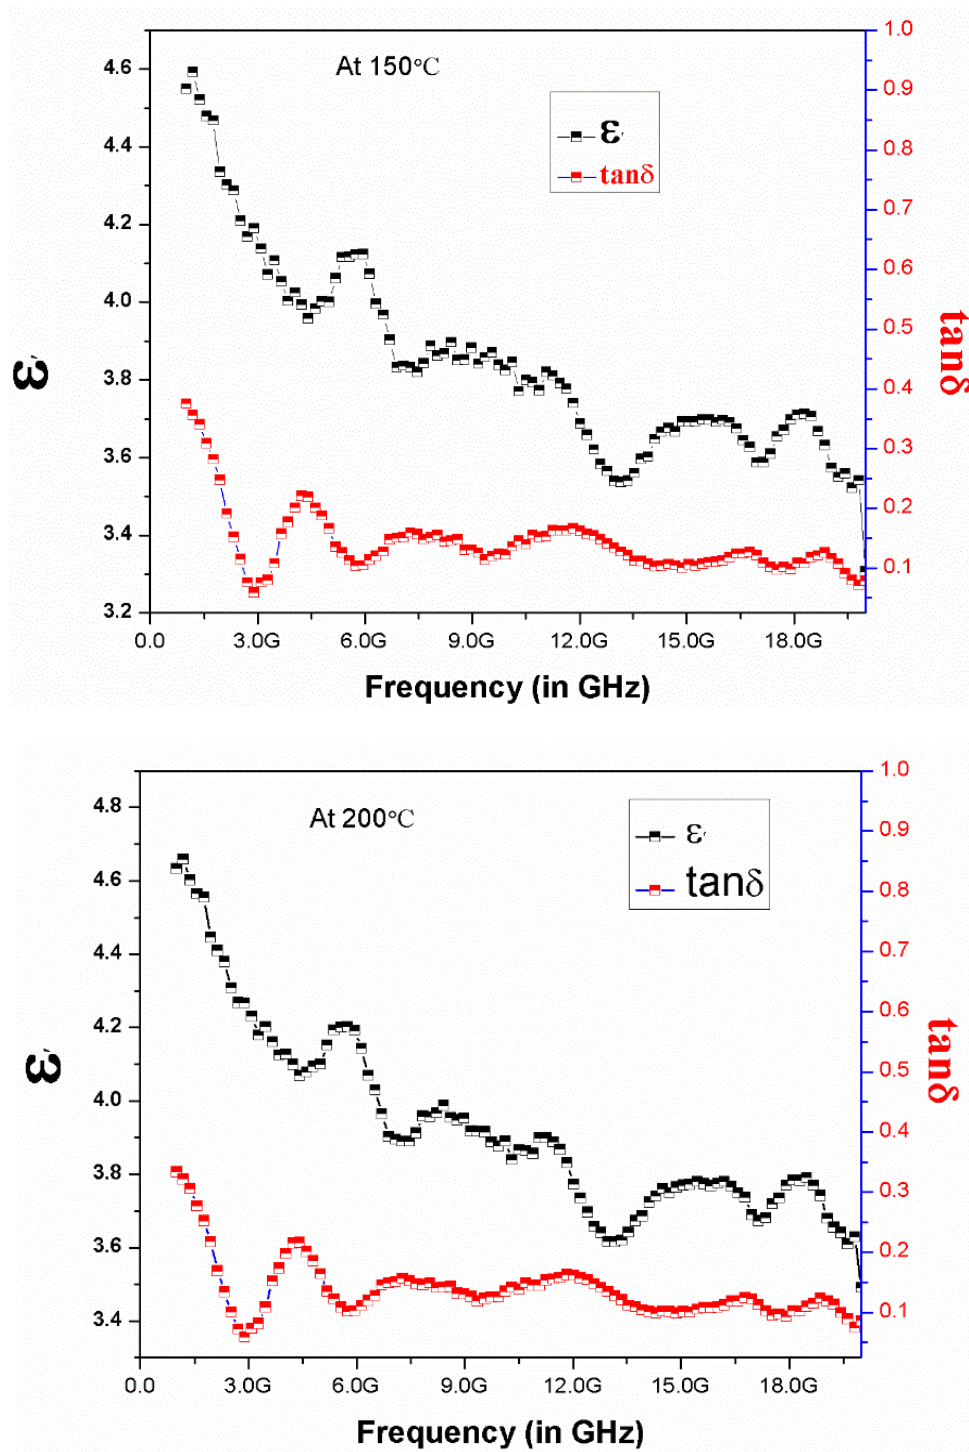 At 150°C
ε′
tanδ
4.6
4.4
4.2
4.0
3.8
3.6
3.4
3.2
1.0
0.9
0.8
0.7
0.6
0.5
0.4
0.3
0.2
0.1
ε′
tanδ
0.0 3.0G 6.0G 9.0G 12.0G 15.0G 18.0G
Frequency (in GHz)
At 200°C
ε′
tanδ
4.8
4.6
4.4
4.2
4.0
3.8
3.6
3.4
1.0
0.9
0.8
0.7
0.6
0.5
0.4
0.3
0.2
0.1
ε′
tanδ
0.0 3.0G 6.0G 9.0G 12.0G 15.0G 18.0G
Frequency (in GHz)